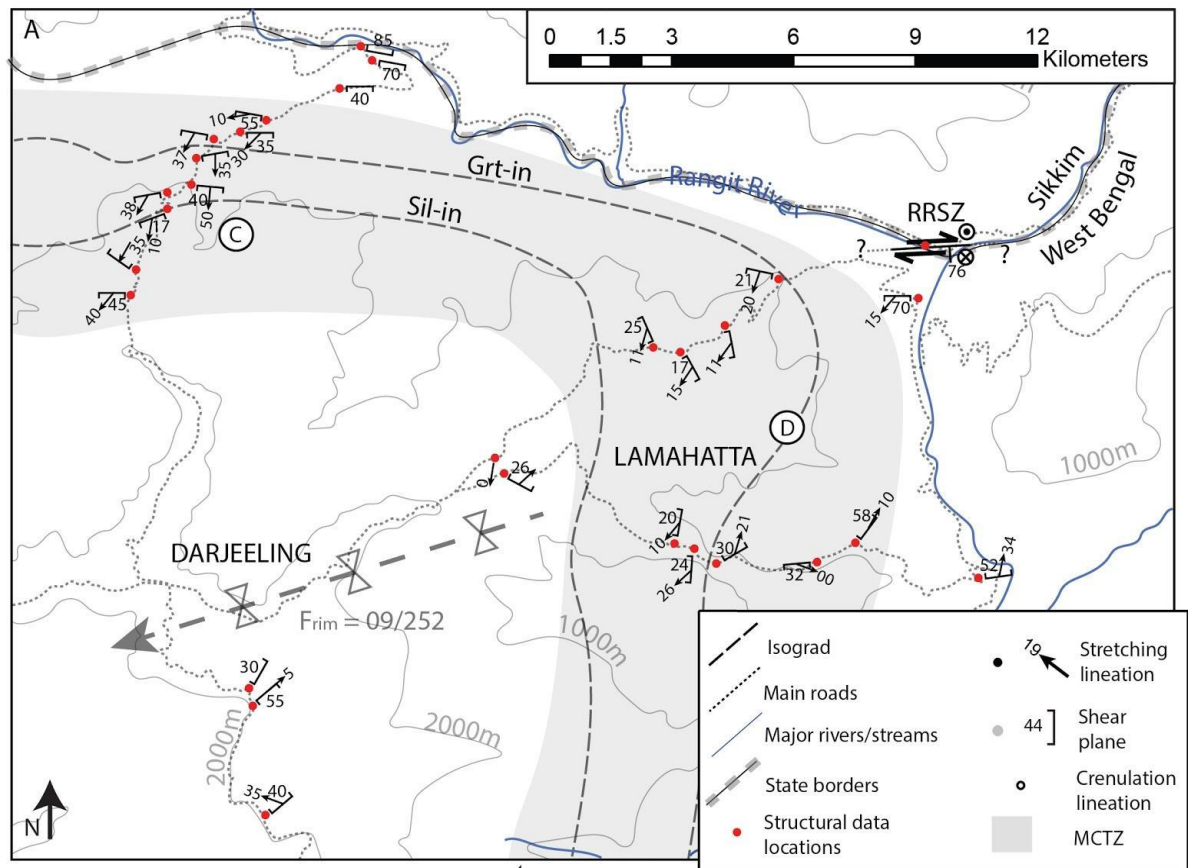 A
0 1.5 3 6 9 12
Kilometers
85
70
40
10
55
37
35
30
35
Grt-in
Rangit River
Sikkim
West Bengal
38
40
50
17
10
Sil-in
C
RRSZ
?
?
76
35
40
45
21
20
15
70
25
11
17
15
11
D
LAMAHATTA
1000m
26
0
20
10
24
26
30
21
58
10
32
00
52
34
DARJEELING
Frim = 09/252
1000m
30
5
55
2000m
2000m
35
40
N
Isograd
Main roads
Major rivers/streams
State borders
Structural data
locations
19
Stretching
lineation
44
Shear
plane
Crenulation
lineation
MCTZ